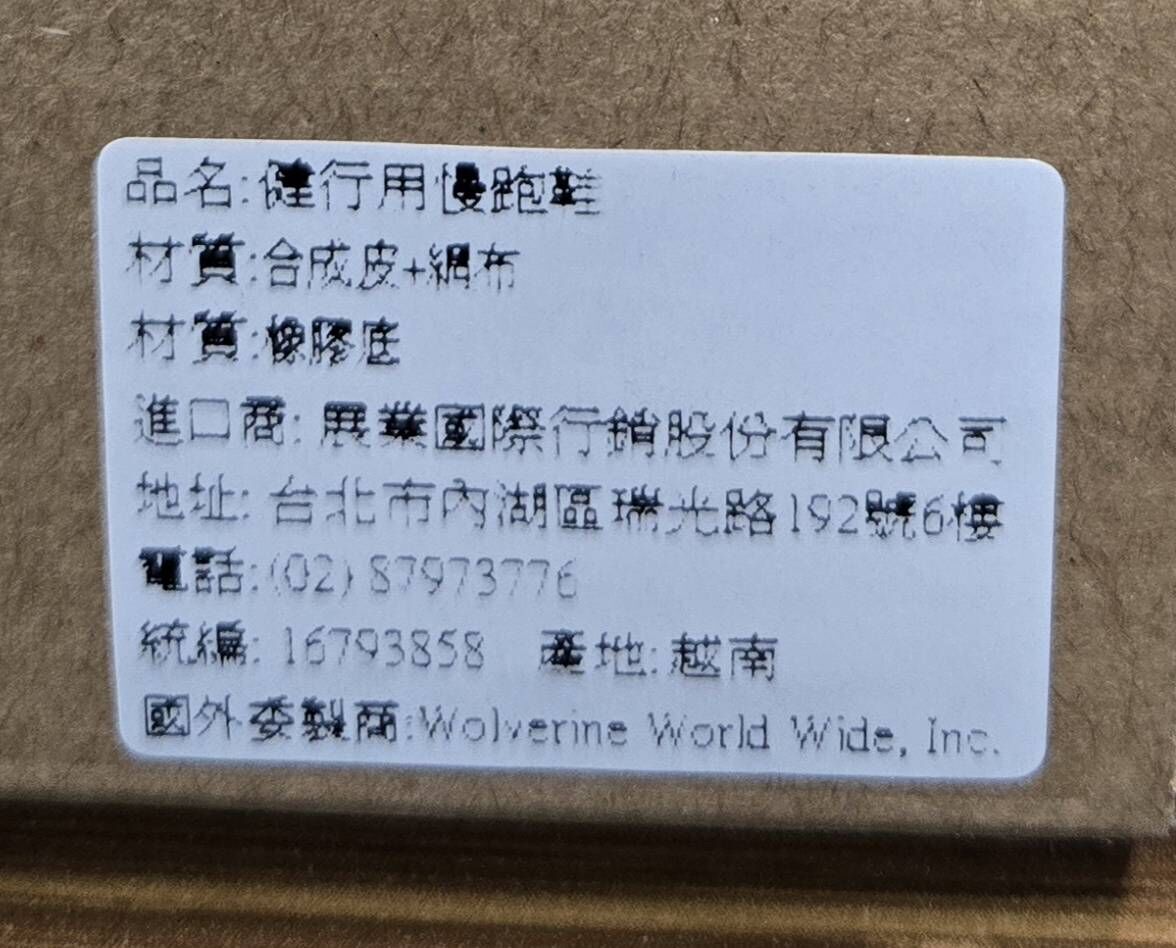 品名:健行用慢跑鞋
材質:合成皮+綢布
材質:橡膠底
進口商: 展業國際行銷股份有限公司
地址: 台北市內湖區瑞光路192號6樓
電話:(02) 87973776
統編: 16793858 產地: 越南
國外委製商:Wolverine World Wide, Inc.